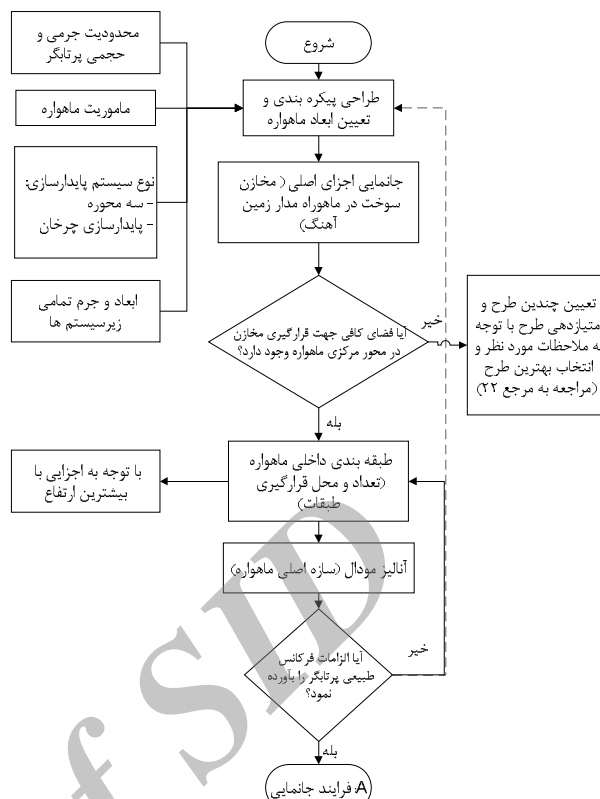 شروع
محدودیت جرمی و
حجمی پرتابگر
ماموریت ماهواره
نوع سیستم پایدارسازی:
- سه محوره
- پایدارسازی چرخان
ابعاد و جرم تمامی
زیرسیستم ها
طراحی پیکره بندی و
تعیین ابعاد ماهواره
جانمایی اجزای اصلی ( مخازن
سوخت در ماهوراه مدار زمین
آهنگ)
آیا فضای کافی جهت قرارگیری مخازن
در محور مرکزی ماهواره وجود دارد؟
خیر
تعیین چندین طرح و
متیازدهی طرح با توجه
ه ملاحظات مورد نظر و
انتخاب بهترین طرح
(مراجعه به مرجع ۲۲)
بله
طبقه بندی داخلی ماهواره
(تعداد و محل قرارگیری
طبقات)
با توجه به اجزایی با
بیشترین ارتفاع
آنالیز مودال (سازه اصلی ماهواره)
آیا الزامات فرکانس
طبیعی پرتابگر را بآورده
نمود؟
خیر
بله
A: فرایند جانمایی
of SID